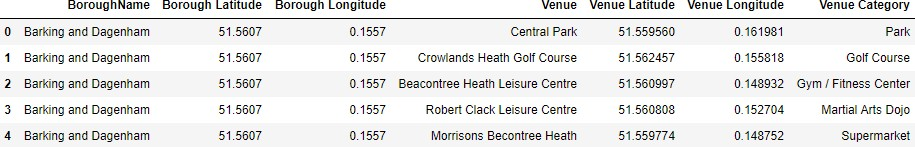 BoroughName Borough Latitude Borough Longitude Venue Venue Latitude Venue Longitude Venue Category
0 Barking and Dagenham 51.5607 0.1557 Central Park 51.559560 0.161981 Park
1 Barking and Dagenham 51.5607 0.1557 Crowlands Heath Golf Course 51.562457 0.155818 Golf Course
2 Barking and Dagenham 51.5607 0.1557 Beacontree Heath Leisure Centre 51.560997 0.148932 Gym / Fitness Center
3 Barking and Dagenham 51.5607 0.1557 Robert Clack Leisure Centre 51.560808 0.152704 Martial Arts Dojo
4 Barking and Dagenham 51.5607 0.1557 Morrisons Becontree Heath 51.559774 0.148752 Supermarket